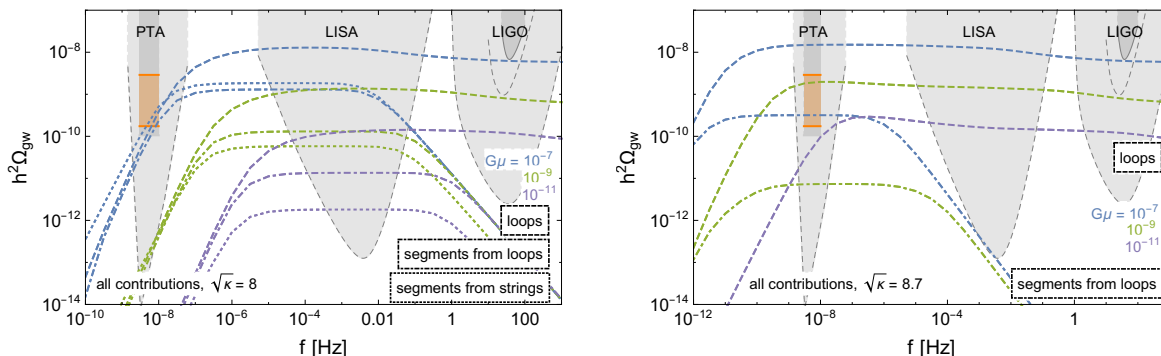 PTA
LISA
LIGO
10⁻⁸
10⁻¹⁰
10⁻¹²
10⁻¹⁴
h²Ω_gw
Gμ = 10⁻⁷
10⁻⁹
10⁻¹¹
loops
segments from loops
segments from strings
all contributions, √κ = 8
10⁻¹⁰
10⁻⁸
10⁻⁶
10⁻⁴
0.01
1
100
f [Hz]
PTA
LISA
LIGO
10⁻⁸
10⁻¹⁰
10⁻¹²
10⁻¹⁴
h²Ω_gw
loops
Gμ = 10⁻⁷
10⁻⁹
10⁻¹¹
segments from loops
all contributions, √κ = 8.7
10⁻¹²
10⁻⁸
10⁻⁴
1
f [Hz]